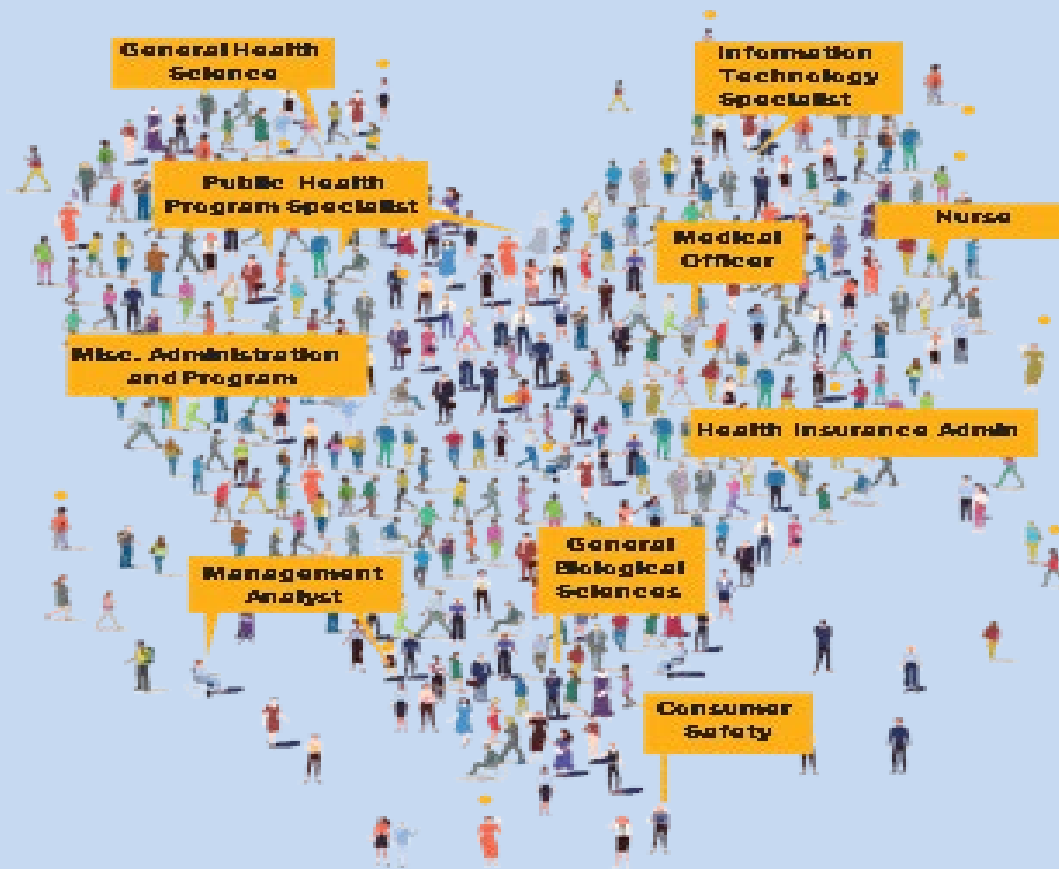 General Health
Science
Information
Technology
Specialist
Public Health
Program Specialist
Nurse
Medical
Officer
Misc. Administration
and Program
Health Insurance Admin
General
Biological
Sciences
Management
Analyst
Consumer
Safety